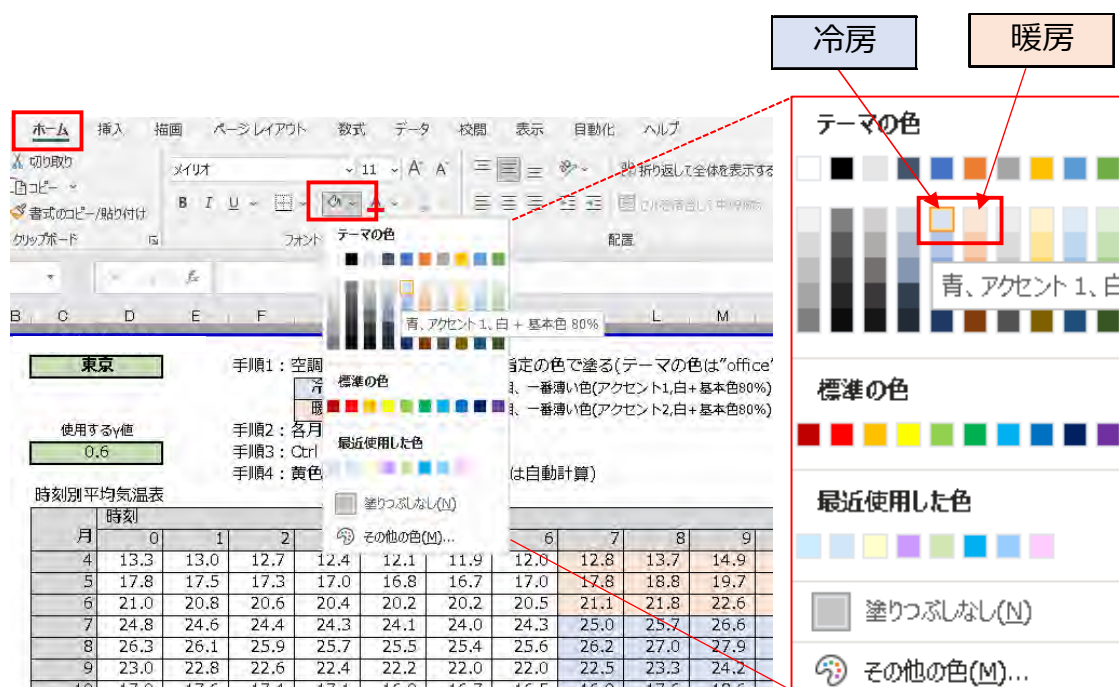 冷房 暖房
ホーム 挿入 描画 ページ レイアウト 数式 データ 校閲 表示 自動化 ヘルプ
切り取り
コピー
書式のコピー/貼り付け
クリップボード
メイリオ 11
B I U
フォント
折り返して全体を表示する
配置
fx
B C D E F L M
テーマの色
青、アクセント 1、白 + 基本色 80%
標準の色
最近使用した色
塗りつぶしなし(N)
その他の色(M)...
東京
使用するγ値
0.6
手順1:空調 指定の色で塗る(テーマの色は"office"
、一番薄い色(アクセント1,白+基本色80%)
、一番薄い色(アクセント2,白+基本色80%)
手順2:各月
手順3:Ctrl
手順4:黄色 は自動計算)
時刻別平均気温表
時刻
月 0 1 2 6 7 8 9
4 13.3 13.0 12.7 12.4 12.1 11.9 12.0 12.8 13.7 14.9
5 17.8 17.5 17.3 17.0 16.8 16.7 17.0 17.8 18.8 19.7
6 21.0 20.8 20.6 20.4 20.2 20.2 20.5 21.1 21.8 22.6
7 24.8 24.6 24.4 24.3 24.1 24.0 24.3 25.0 25.7 26.6
8 26.3 26.1 25.9 25.7 25.5 25.4 25.6 26.2 27.0 27.9
9 23.0 22.8 22.6 22.4 22.2 22.0 22.0 22.5 23.3 24.2
テーマの色
青、アクセント 1、白
標準の色
最近使用した色
塗りつぶしなし(N)
その他の色(M)...